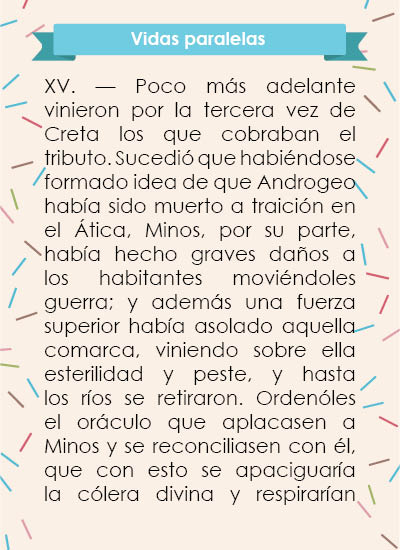 Vidas paralelas
XV. — Poco más adelante
vinieron por la tercera vez de
Creta los que cobraban el
tributo. Sucedió que habiéndose
formado idea de que Androgeo
había sido muerto a traición en
el Ática, Minos, por su parte,
había hecho graves daños a
los habitantes moviéndoles
guerra; y además una fuerza
superior había asolado aquella
comarca, viniendo sobre ella
esterilidad y peste, y hasta
los ríos se retiraron. Ordenóles
el oráculo que aplacasen a
Minos y se reconciliasen con él,
que con esto se apaciguaría
la cólera divina y respirarían